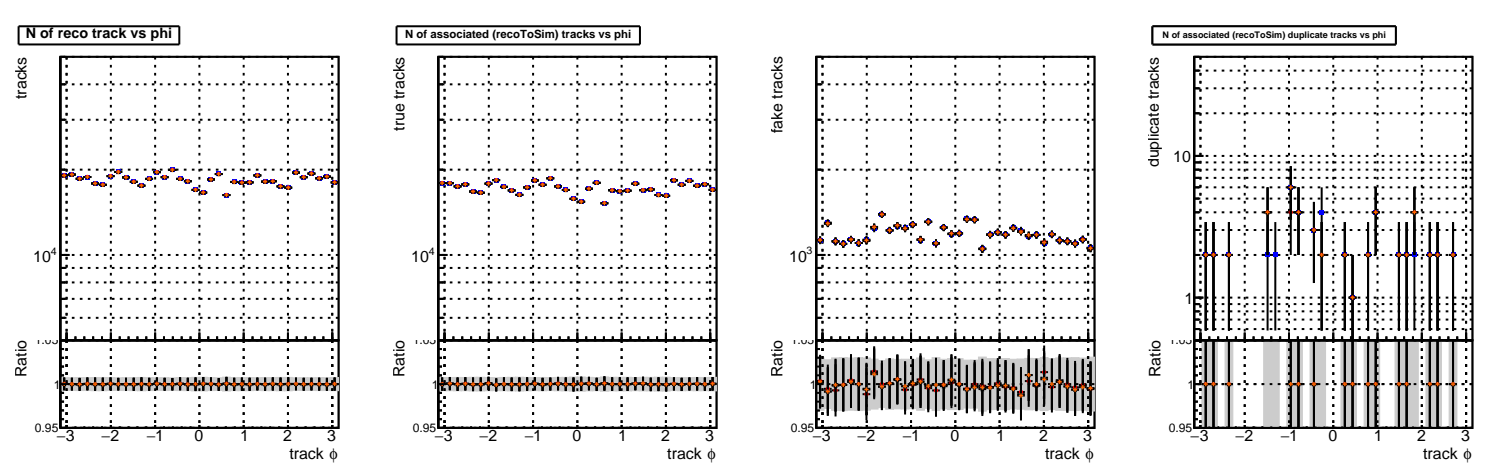 N of reco track vs phi
tracks
10⁴
Ratio
1
0.95
−3 −2 −1 0 1 2 3
track ϕ
N of associated (recoToSim) tracks vs phi
true tracks
10⁴
Ratio
1
0.95
−3 −2 −1 0 1 2 3
track ϕ
fake tracks
10³
Ratio
1
0.95
−3 −2 −1 0 1 2 3
track ϕ
N of associated (recoToSim) duplicate tracks vs phi
duplicate tracks
10
1
Ratio
1
0.95
−3 −2 −1 0 1 2 3
track ϕ